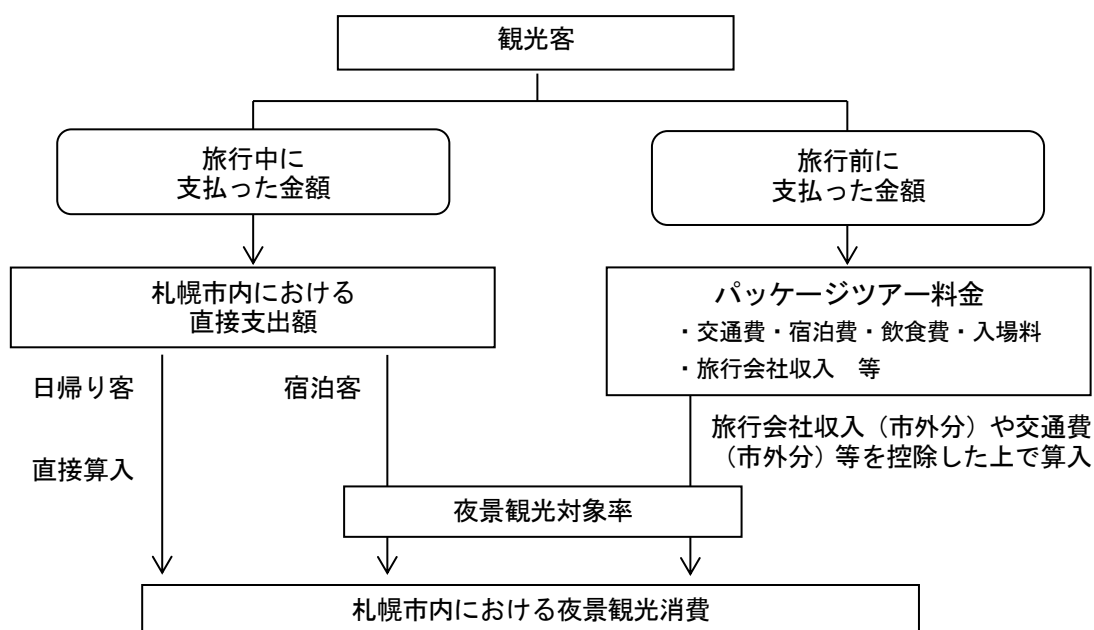 観光客
旅行中に
支払った金額
旅行前に
支払った金額
札幌市内における
直接支出額
パッケージツアー料金
・交通費・宿泊費・飲食費・入場料
・旅行会社収入　等
日帰り客
宿泊客
直接算入
旅行会社収入（市外分）や交通費
（市外分）等を控除した上で算入
夜景観光対象率
札幌市内における夜景観光消費